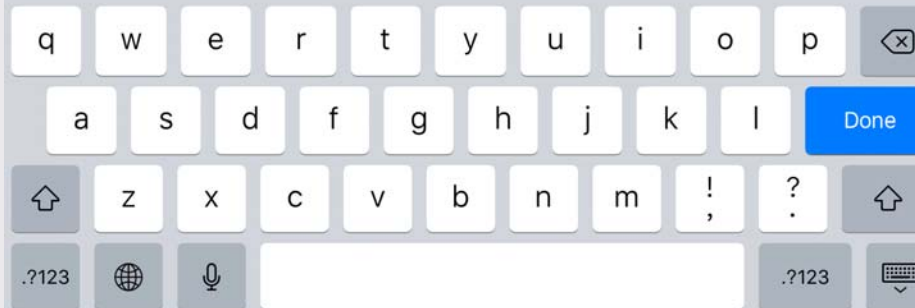 q w e r t y u i o p
a s d f g h j k l Done
z x c v b n m ! , ? .
.?123 .?123